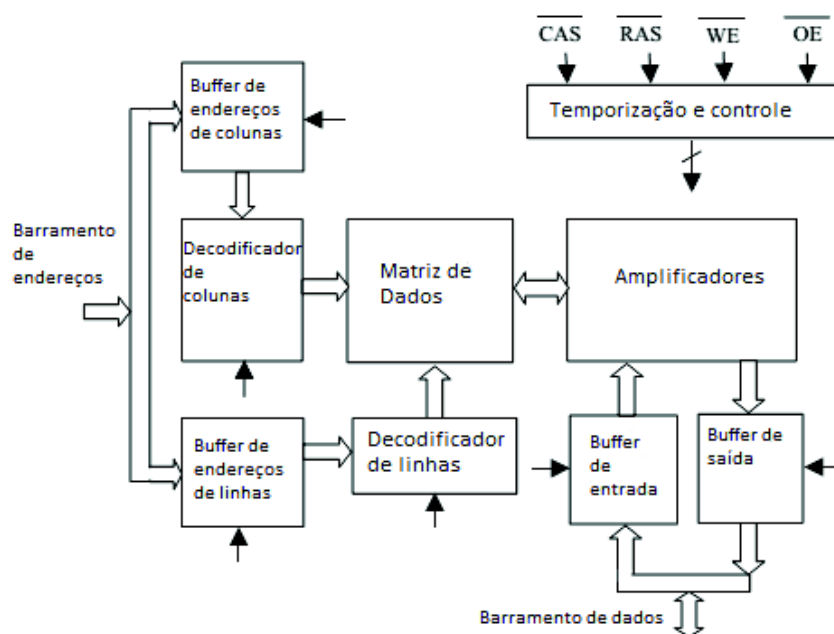 CAS RAS WE OE
Temporização e controle
Buffer de
endereços
de colunas
Barramento
de
endereços
Decodificador
de
colunas
Matriz de
Dados
Amplificadores
Buffer de
endereços
de linhas
Decodificador
de linhas
Buffer
de
entrada
Buffer de
saída
Barramento de dados